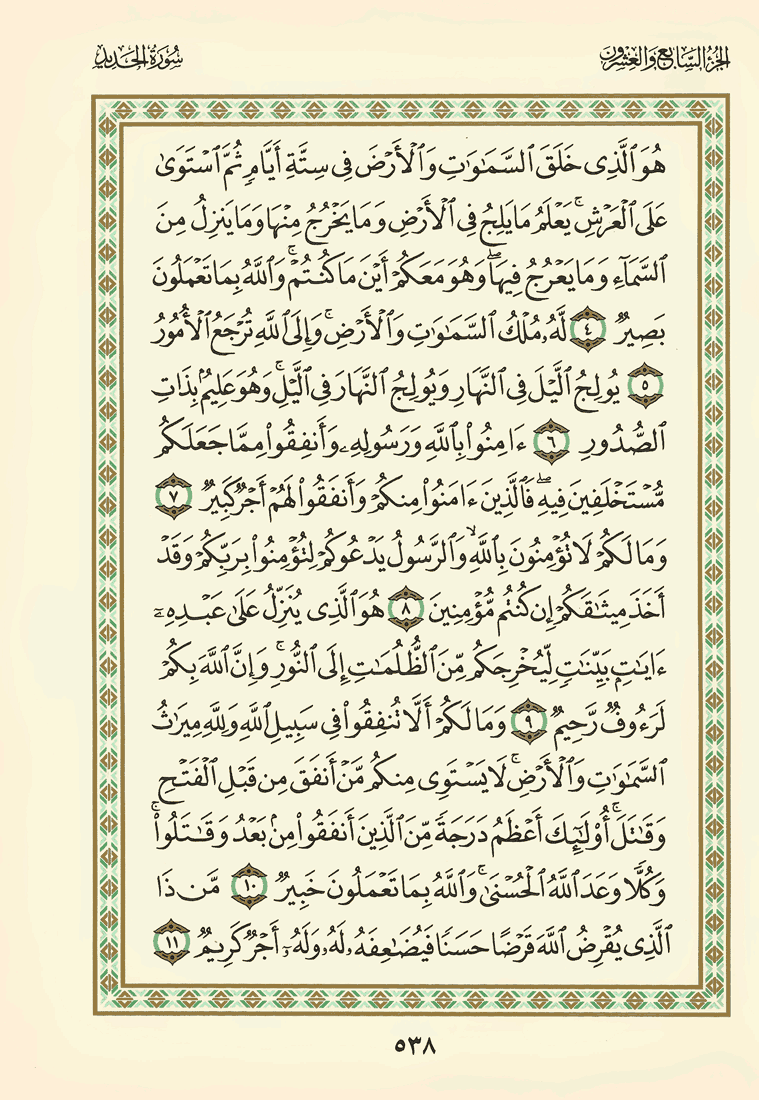 الجزء السابع والعشرون
سُورَةُ الحَدِيدِ
هُوَ ٱلَّذِى خَلَقَ ٱلسَّمَٰوَٰتِ وَٱلْأَرْضَ فِى سِتَّةِ أَيَّامٍ ثُمَّ ٱسْتَوَىٰ
عَلَى ٱلْعَرْشِ ۚ يَعْلَمُ مَا يَلِجُ فِى ٱلْأَرْضِ وَمَا يَخْرُجُ مِنْهَا وَمَا يَنزِلُ مِنَ
ٱلسَّمَآءِ وَمَا يَعْرُجُ فِيهَا ۖ وَهُوَ مَعَكُمْ أَيْنَ مَا كُنتُمْ ۚ وَٱللَّهُ بِمَا تَعْمَلُونَ
بَصِيرٌ ٤ لَّهُۥ مُلْكُ ٱلسَّمَٰوَٰتِ وَٱلْأَرْضِ ۚ وَإِلَى ٱللَّهِ تُرْجَعُ ٱلْأُمُورُ
٥ يُولِجُ ٱلَّيْلَ فِى ٱلنَّهَارِ وَيُولِجُ ٱلنَّهَارَ فِى ٱلَّيْلِ ۚ وَهُوَ عَلِيمٌۢ بِذَاتِ
ٱلصُّدُورِ ٦ ءَامِنُوا۟ بِٱللَّهِ وَرَسُولِهِۦ وَأَنفِقُوا۟ مِمَّا جَعَلَكُم
مُّسْتَخْلَفِينَ فِيهِ ۖ فَٱلَّذِينَ ءَامَنُوا۟ مِنكُمْ وَأَنفَقُوا۟ لَهُمْ أَجْرٌ كَبِيرٌ ٧
وَمَا لَكُمْ لَا تُؤْمِنُونَ بِٱللَّهِ ۙ وَٱلرَّسُولُ يَدْعُوكُمْ لِتُؤْمِنُوا۟ بِرَبِّكُمْ وَقَدْ
أَخَذَ مِيثَٰقَكُمْ إِن كُنتُم مُّؤْمِنِينَ ٨ هُوَ ٱلَّذِى يُنَزِّلُ عَلَىٰ عَبْدِهِۦٓ
ءَايَٰتٍۭ بَيِّنَٰتٍ لِّيُخْرِجَكُم مِّنَ ٱلظُّلُمَٰتِ إِلَى ٱلنُّورِ ۚ وَإِنَّ ٱللَّهَ بِكُمْ
لَرَءُوفٌ رَّحِيمٌ ٩ وَمَا لَكُمْ أَلَّا تُنفِقُوا۟ فِى سَبِيلِ ٱللَّهِ وَلِلَّهِ مِيرَٰثُ
ٱلسَّمَٰوَٰتِ وَٱلْأَرْضِ ۚ لَا يَسْتَوِى مِنكُم مَّنْ أَنفَقَ مِن قَبْلِ ٱلْفَتْحِ
وَقَٰتَلَ ۚ أُو۟لَٰٓئِكَ أَعْظَمُ دَرَجَةً مِّنَ ٱلَّذِينَ أَنفَقُوا۟ مِنۢ بَعْدُ وَقَٰتَلُوا۟ ۚ
وَكُلًّا وَعَدَ ٱللَّهُ ٱلْحُسْنَىٰ ۚ وَٱللَّهُ بِمَا تَعْمَلُونَ خَبِيرٌ ١٠ مَّن ذَا
ٱلَّذِى يُقْرِضُ ٱللَّهَ قَرْضًا حَسَنًا فَيُضَٰعِفَهُۥ لَهُۥ وَلَهُۥٓ أَجْرٌ كَرِيمٌ ١١
٥٣٨